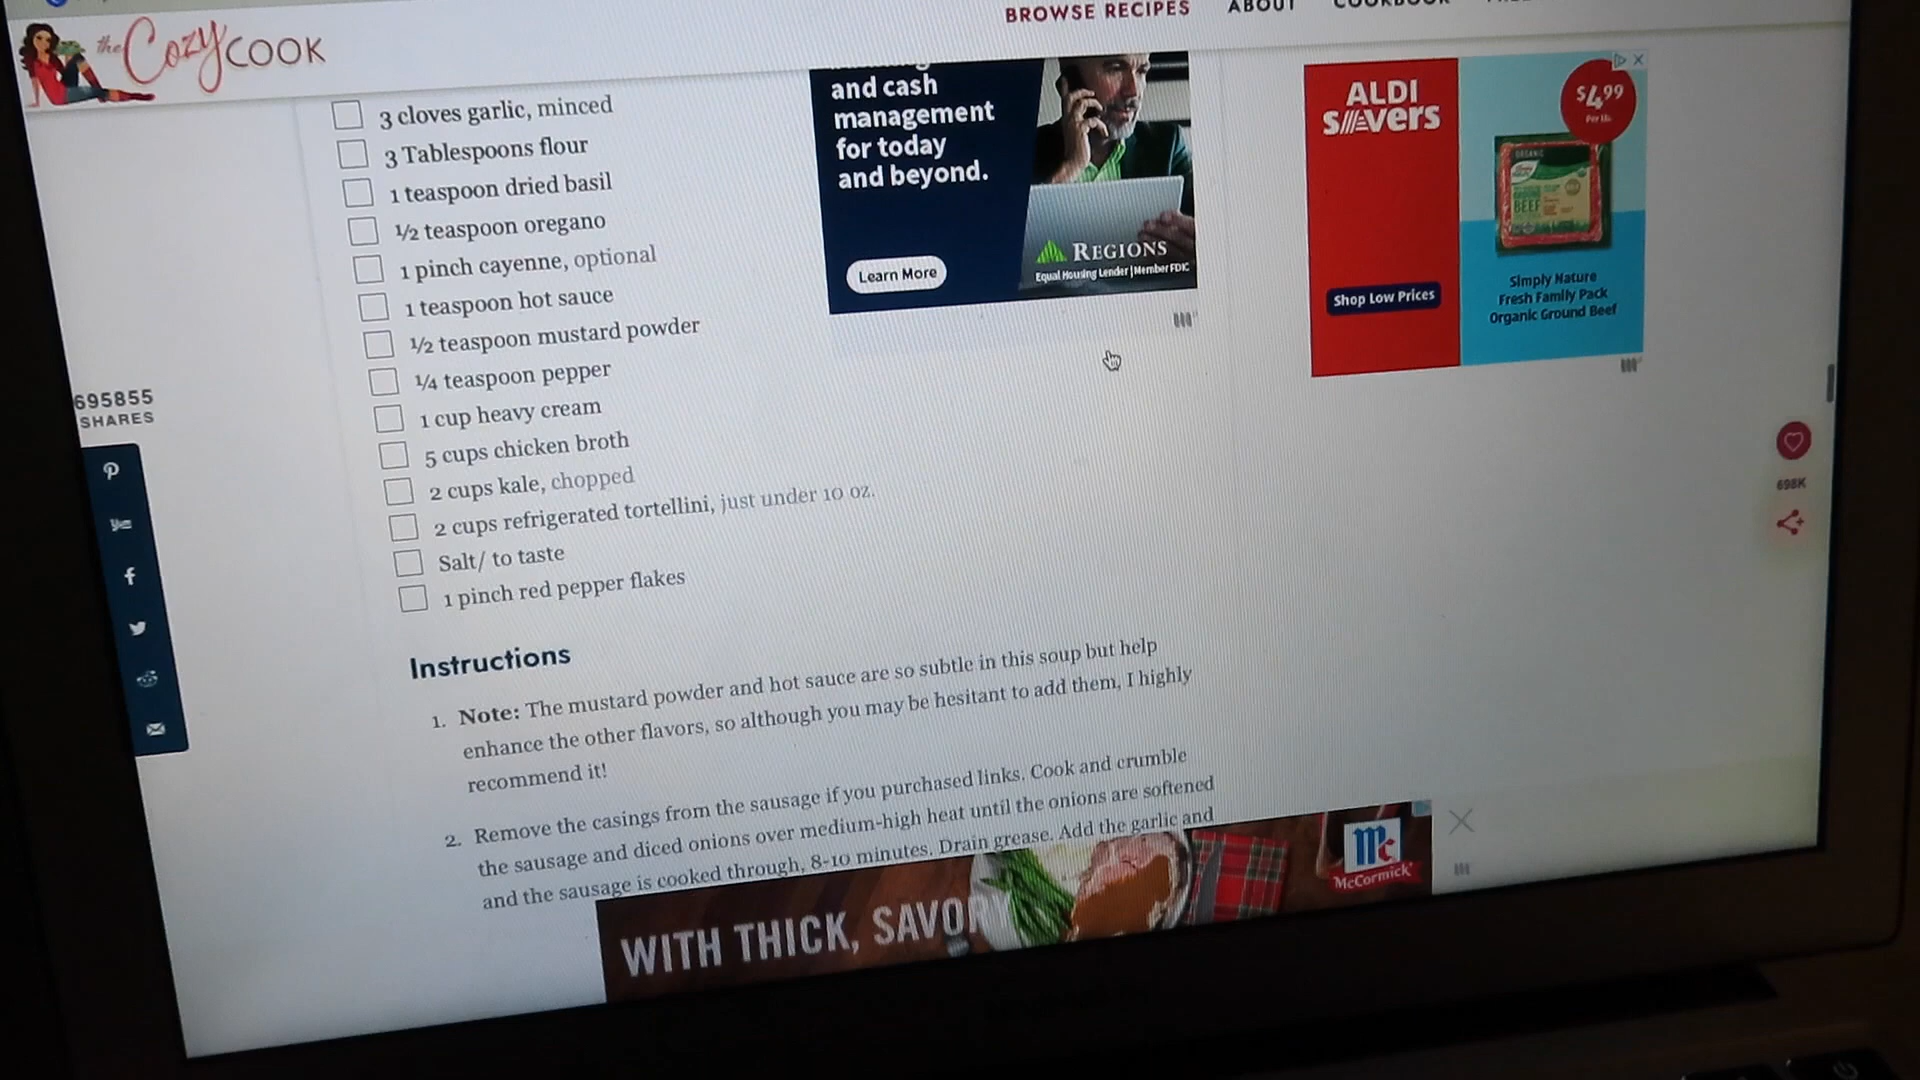 BROWSE RECIPES
ABOUT
the Cozy COOK
3 cloves garlic, minced
3 Tablespoons flour
1 teaspoon dried basil
½ teaspoon oregano
1 pinch cayenne, optional
1 teaspoon hot sauce
½ teaspoon mustard powder
¼ teaspoon pepper
1 cup heavy cream
5 cups chicken broth
2 cups kale, chopped
2 cups refrigerated tortellini, just under 10 oz.
Salt/ to taste
1 pinch red pepper flakes
695855
SHARES
and cash
management
for today
and beyond.
Learn More
REGIONS
Equal Housing Lender | Member FDIC
ALDI
SAVers
$4.99
Per lb.
ORGANIC
BEEF
Shop Low Prices
Simply Nature
Fresh Family Pack
Organic Ground Beef
698K
Instructions
1. Note: The mustard powder and hot sauce are so subtle in this soup but help
enhance the other flavors, so although you may be hesitant to add them, I highly
recommend it!
2. Remove the casings from the sausage if you purchased links. Cook and crumble
the sausage and diced onions over medium-high heat until the onions are softened
and the sausage is cooked through, 8-10 minutes. Drain grease. Add the garlic and
WITH THICK, SAVORY
Mc
McCormick